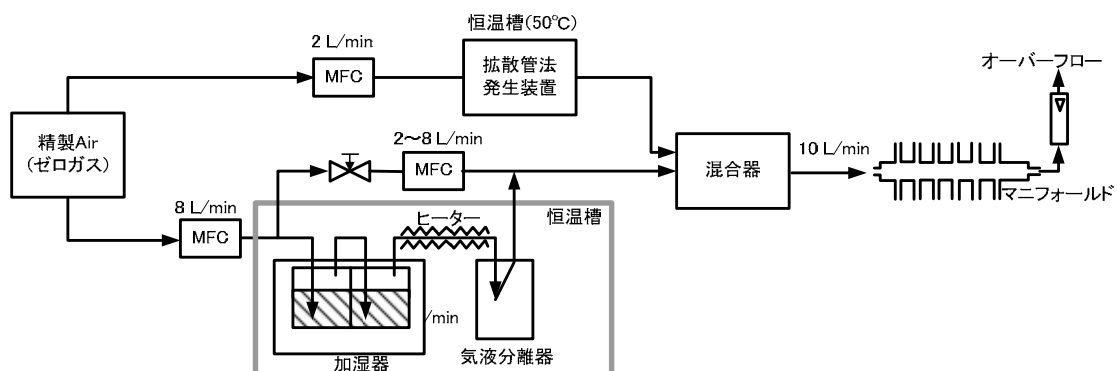 恒温槽(50℃)
2 L/min
MFC
拡散管法
発生装置
オーバーフロー
精製Air
(ゼロガス)
2～8 L/min
MFC
混合器
10 L/min
マニフォールド
8 L/min
MFC
ヒーター
恒温槽
/min
加湿器
気液分離器